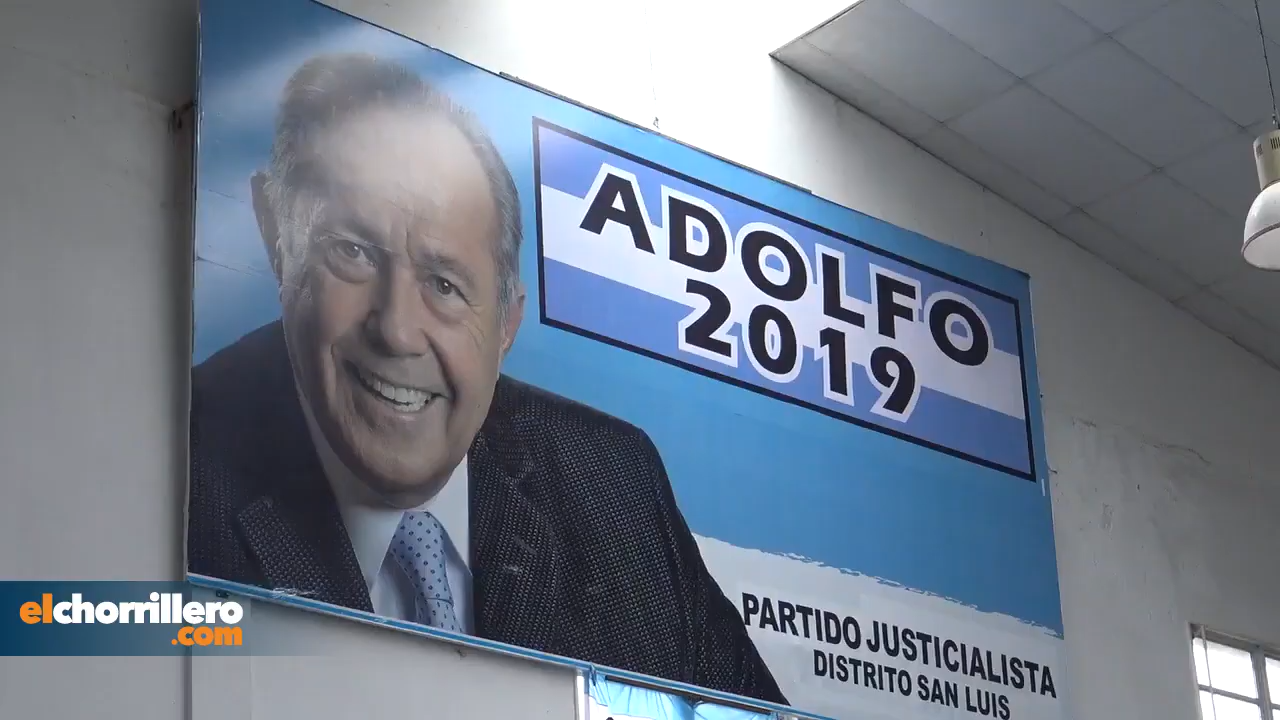 ADOLFO
2019
PARTIDO JUSTICIALISTA
DISTRITO SAN LUIS
elchorrillero
.com